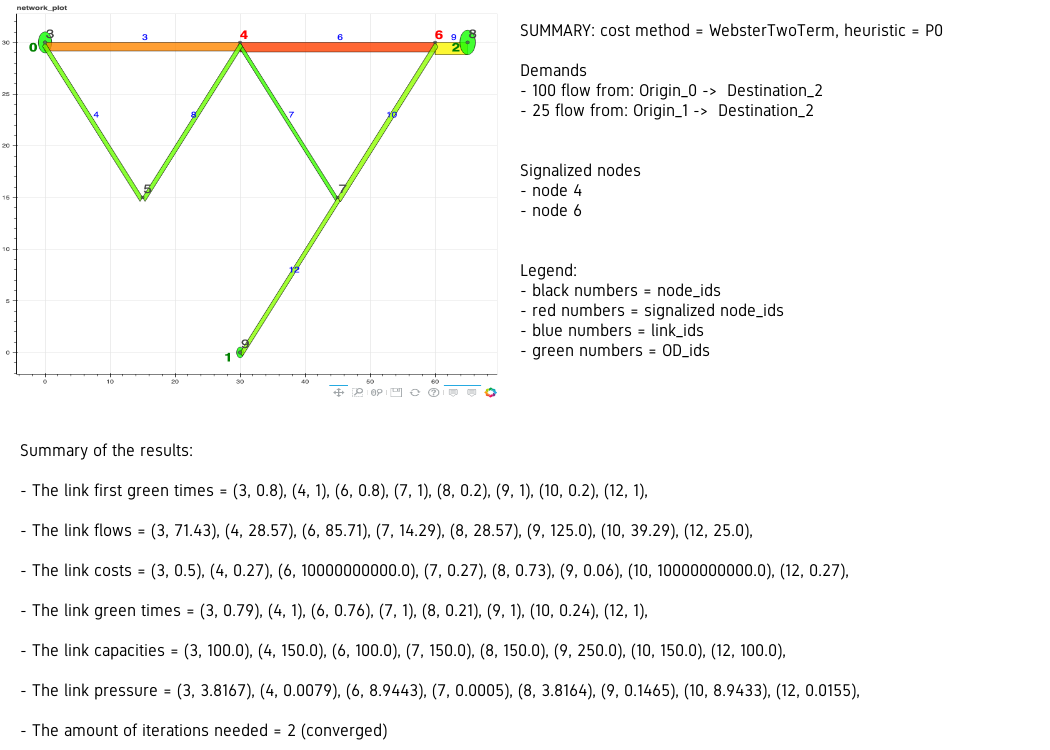 network_plot
3
3
4
6
6
9
8
0
2
30
25
4
8
7
10
20
5
7
15
10
12
5
9
0
1
0
10
20
30
40
50
60
SUMMARY: cost method = WebsterTwoTerm, heuristic = P0
Demands
- 100 flow from: Origin_0 -> Destination_2
- 25 flow from: Origin_1 -> Destination_2
Signalized nodes
- node 4
- node 6
Legend:
- black numbers = node_ids
- red numbers = signalized node_ids
- blue numbers = link_ids
- green numbers = OD_ids
Summary of the results:
- The link first green times = (3, 0.8), (4, 1), (6, 0.8), (7, 1), (8, 0.2), (9, 1), (10, 0.2), (12, 1),
- The link flows = (3, 71.43), (4, 28.57), (6, 85.71), (7, 14.29), (8, 28.57), (9, 125.0), (10, 39.29), (12, 25.0),
- The link costs = (3, 0.5), (4, 0.27), (6, 10000000000.0), (7, 0.27), (8, 0.73), (9, 0.06), (10, 10000000000.0), (12, 0.27),
- The link green times = (3, 0.79), (4, 1), (6, 0.76), (7, 1), (8, 0.21), (9, 1), (10, 0.24), (12, 1),
- The link capacities = (3, 100.0), (4, 150.0), (6, 100.0), (7, 150.0), (8, 150.0), (9, 250.0), (10, 150.0), (12, 100.0),
- The link pressure = (3, 3.8167), (4, 0.0079), (6, 8.9443), (7, 0.0005), (8, 3.8164), (9, 0.1465), (10, 8.9433), (12, 0.0155),
- The amount of iterations needed = 2 (converged)